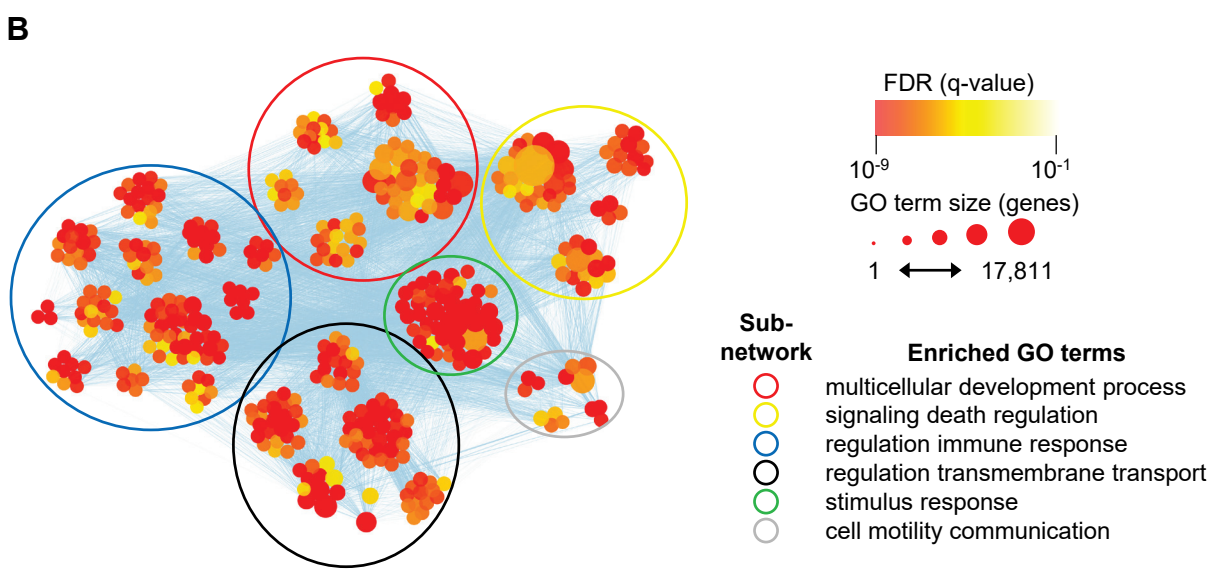 B
FDR (q-value)
10-9 10-1
GO term size (genes)
1 17,811
Sub-
network Enriched GO terms
multicellular development process
signaling death regulation
regulation immune response
regulation transmembrane transport
stimulus response
cell motility communication